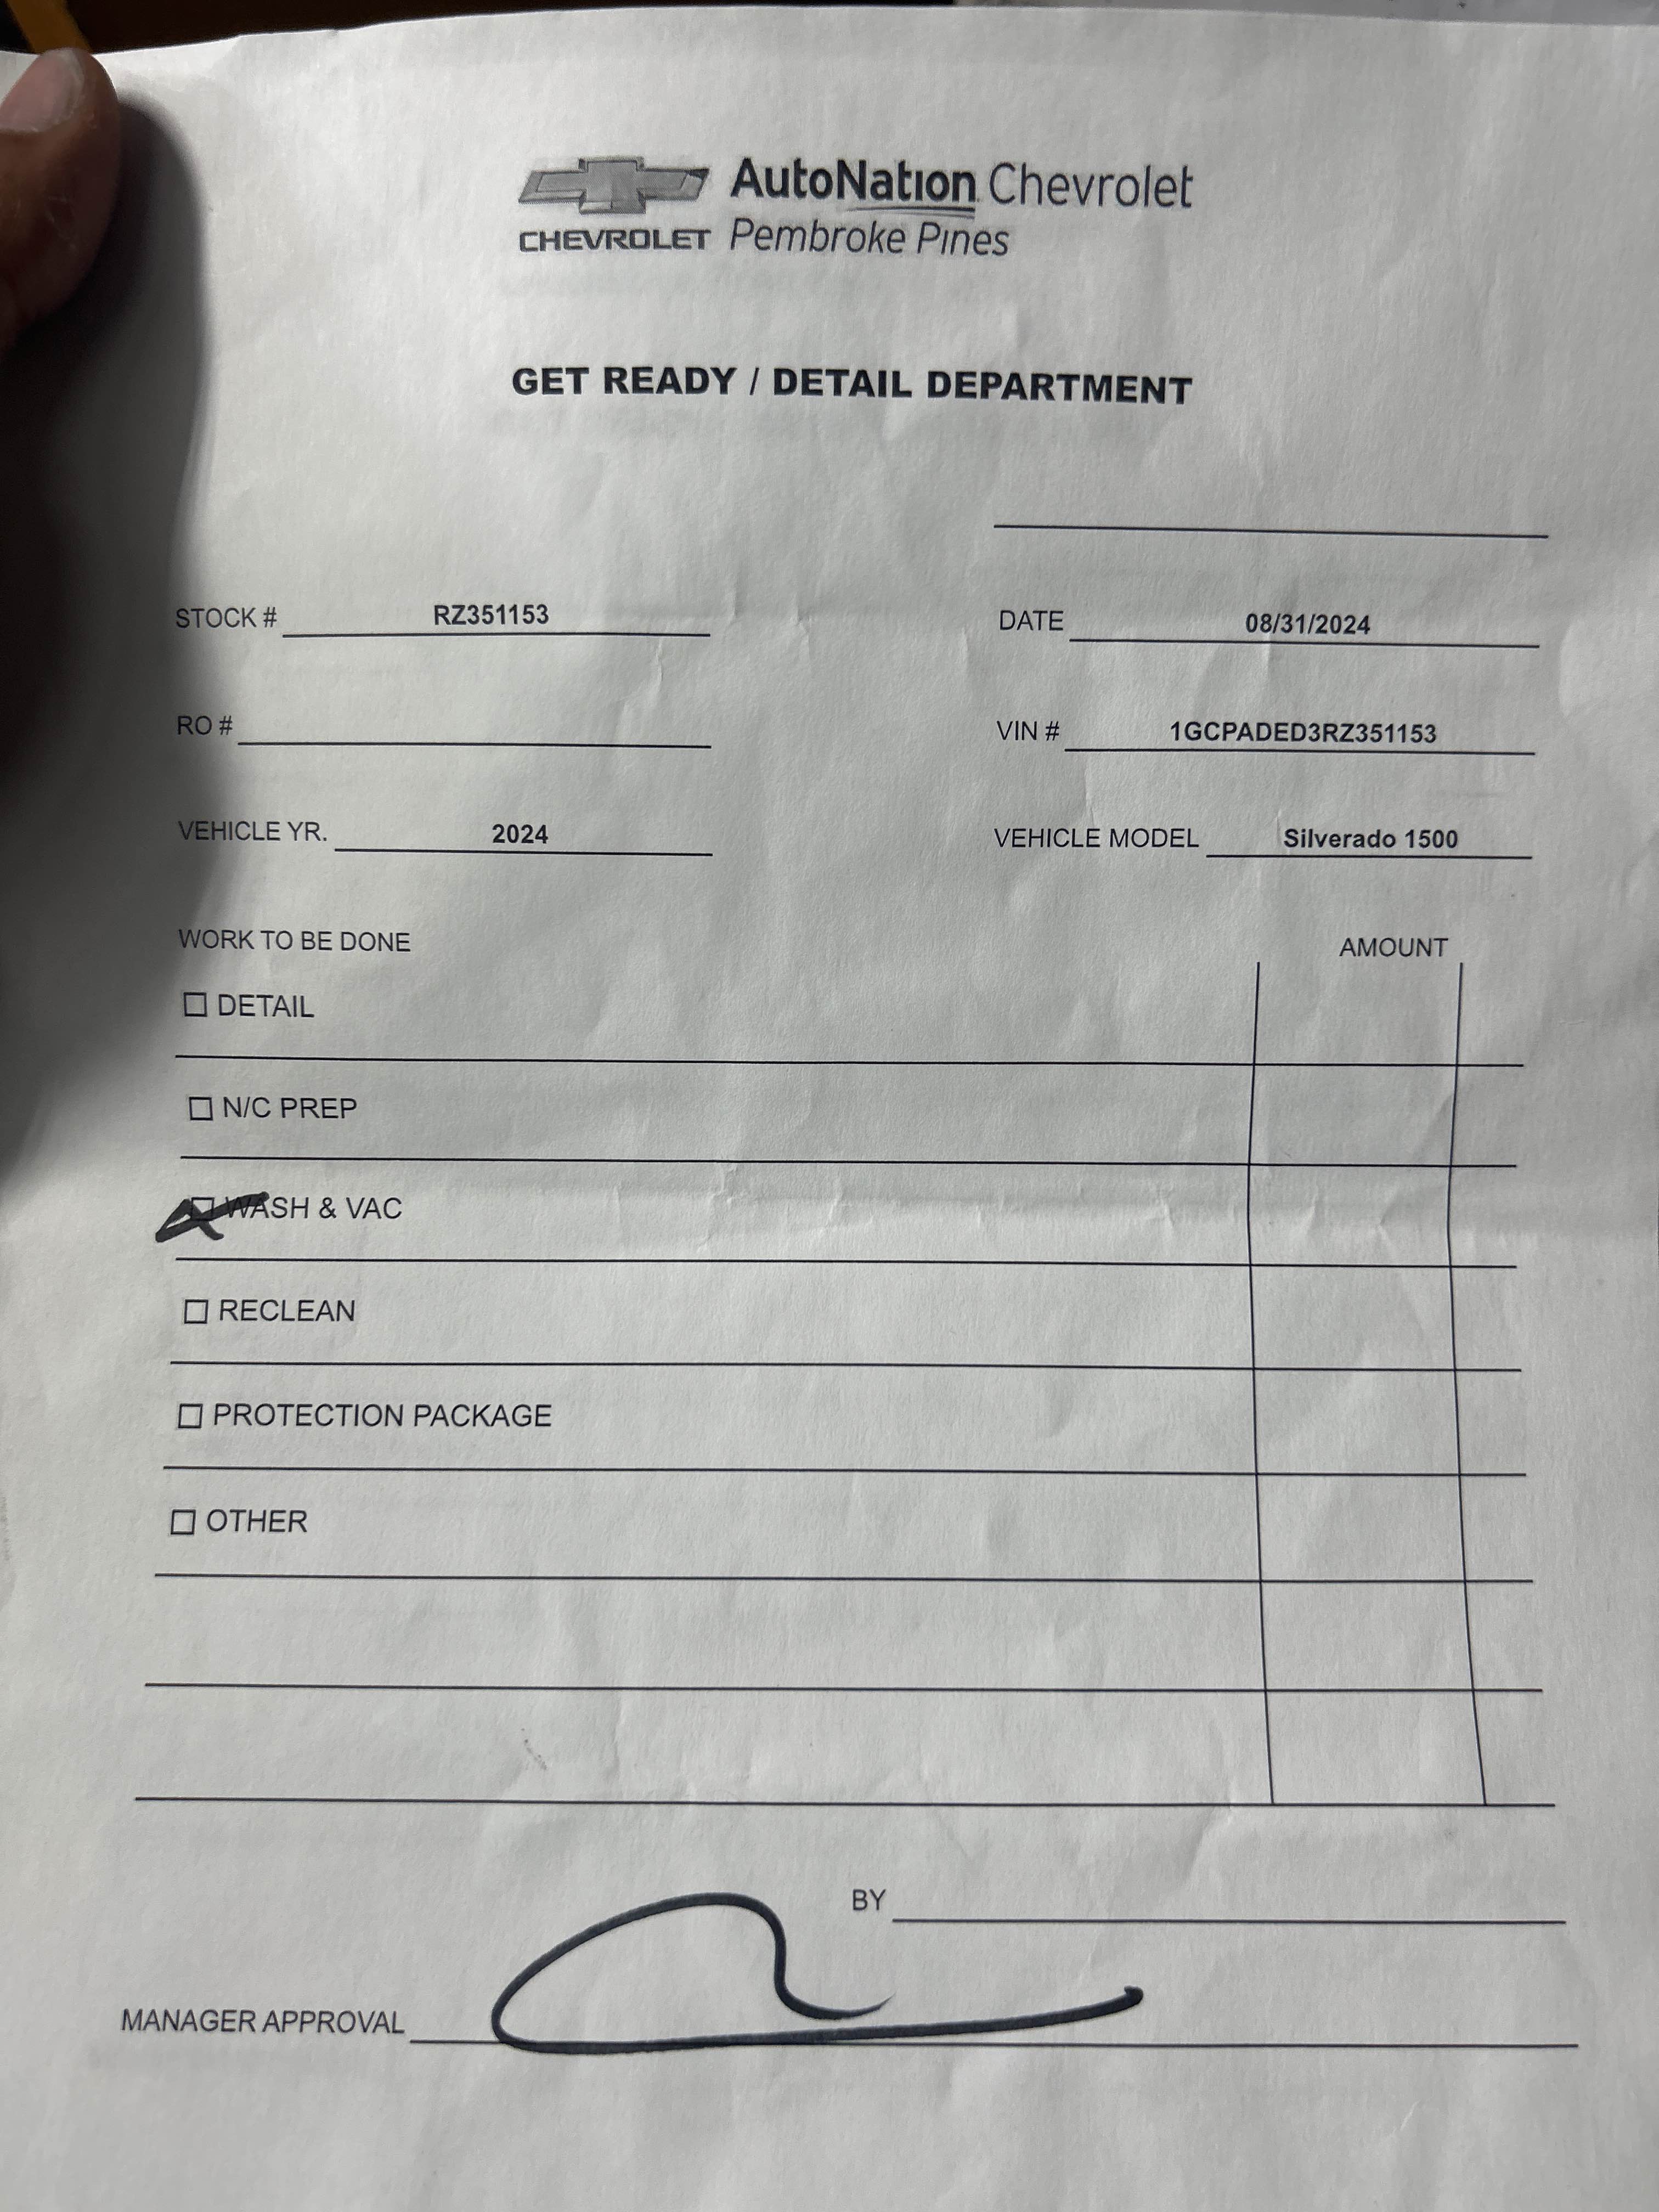 AutoNation Chevrolet
CHEVROLET Pembroke Pines
GET READY / DETAIL DEPARTMENT
STOCK # RZ351153 DATE 08/31/2024
RO # VIN # 1GCPADED3RZ351153
VEHICLE YR. 2024 VEHICLE MODEL Silverado 1500
WORK TO BE DONE AMOUNT
DETAIL
N/C PREP
WASH & VAC
RECLEAN
PROTECTION PACKAGE
OTHER
BY
MANAGER APPROVAL